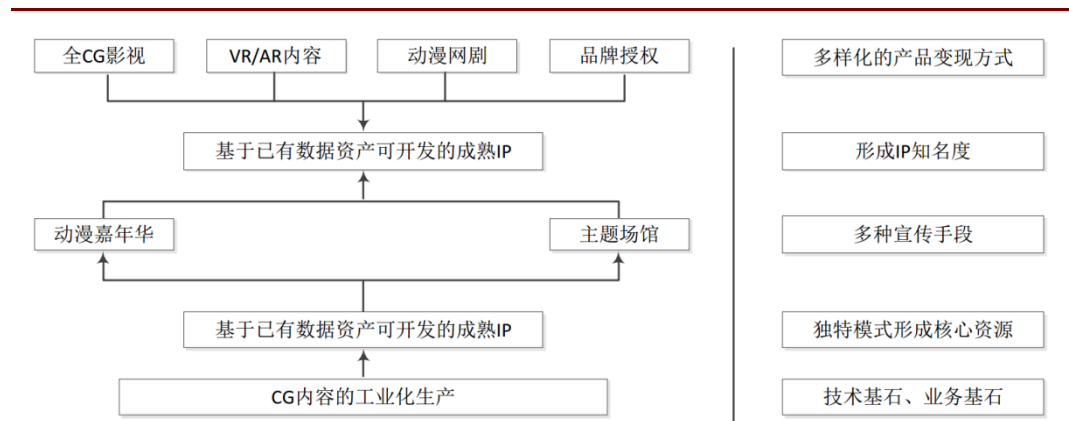 全CG影视 VR/AR内容 动漫网剧 品牌授权 多样化的产品变现方式
基于已有数据资产可开发的成熟IP 形成IP知名度
动漫嘉年华 主题场馆 多种宣传手段
基于已有数据资产可开发的成熟IP 独特模式形成核心资源
CG内容的工业化生产 技术基石、业务基石